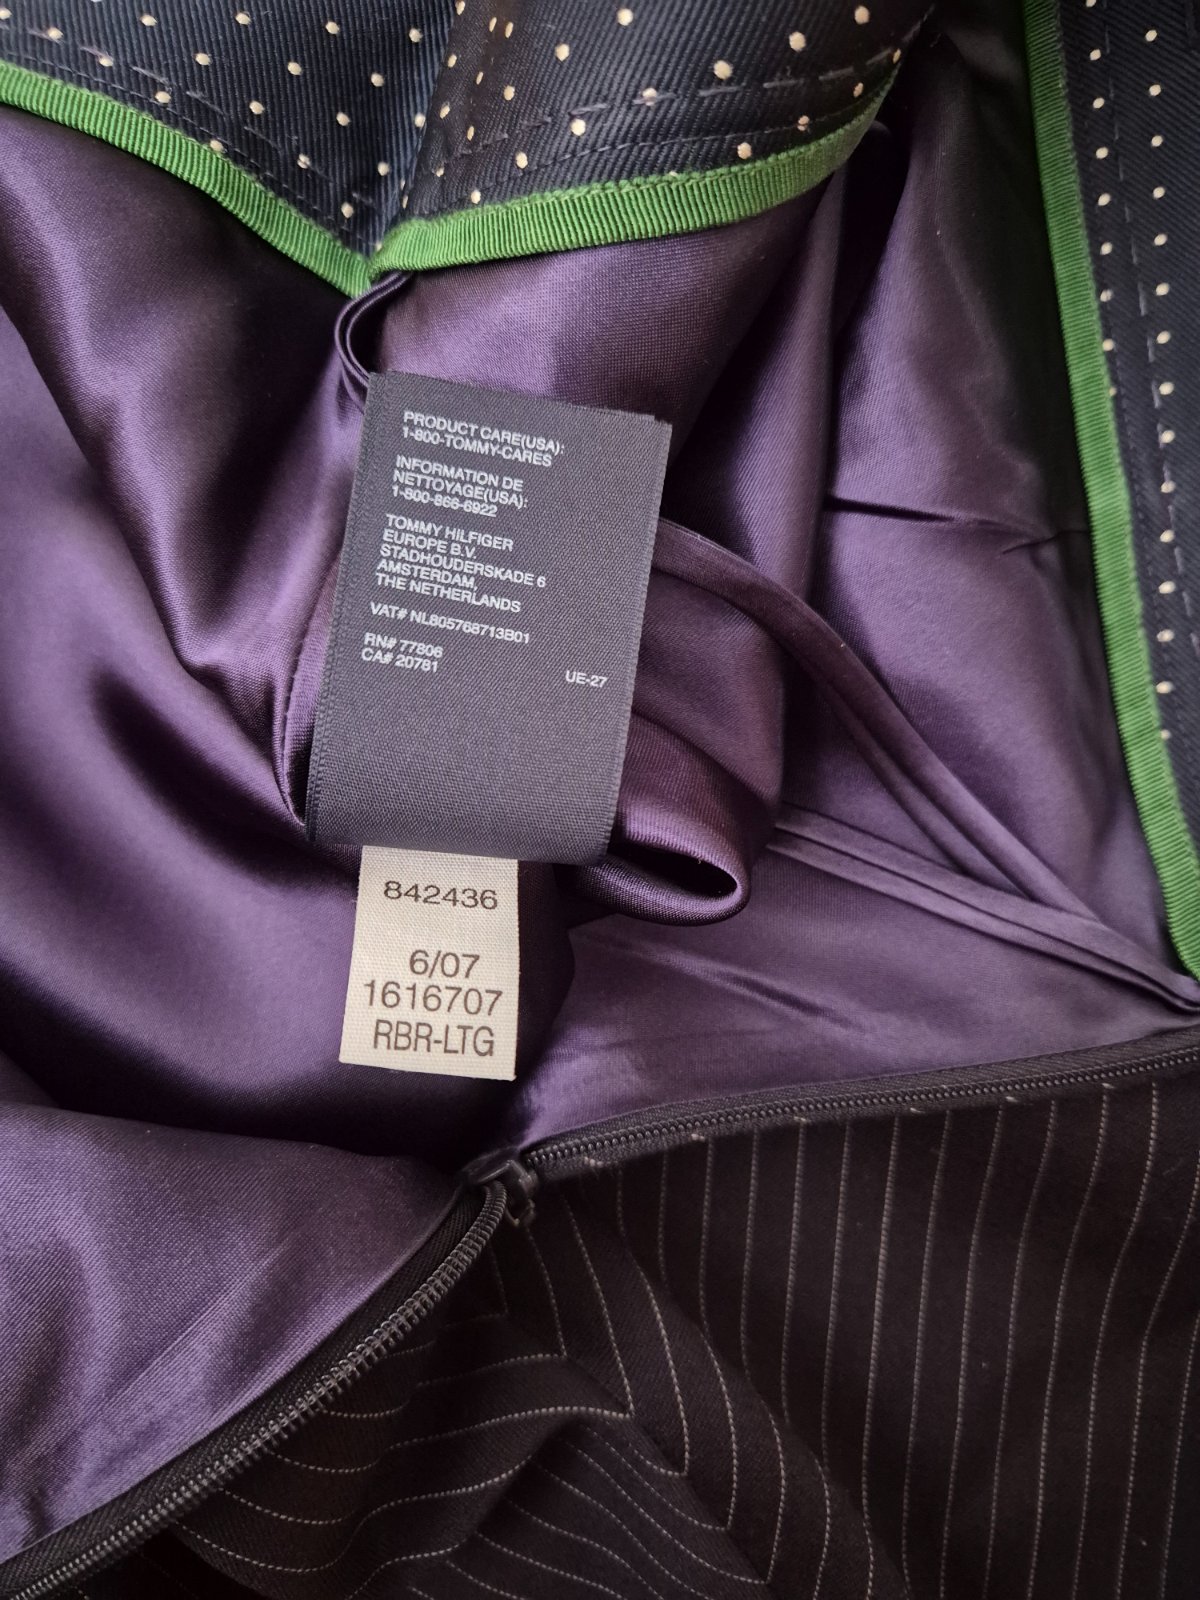 PRODUCT CARE(USA):
1-800-TOMMY-CARES
INFORMATION DE
NETTOYAGE(USA):
1-800-866-6922
TOMMY HILFIGER
EUROPE B.V.
STADHOUDERSKADE 6
AMSTERDAM,
THE NETHERLANDS
VAT# NL805768713B01
RN# 77806
CA# 20781
UE-27
842436
6/07
1616707
RBR-LTG